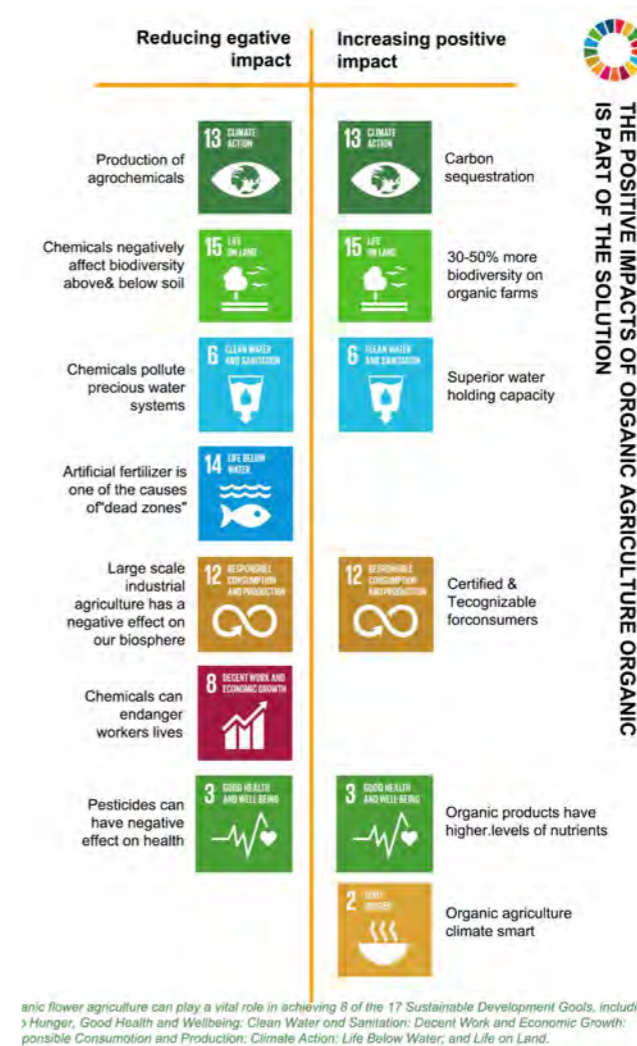 Reducing egative
impact
Increasing positive
impact
THE POSITIVE IMPACTS OF ORGANIC AGRICULTURE ORGANIC
IS PART OF THE SOLUTION
Production of
agrochemicals
13 CLIMATE
ACTION
13 CLIMATE
ACTION
Carbon
sequestration
Chemicals negatively
affect biodiversity
above& below soil
15 LIFE
ON LAND
15 LIFE
ON LAND
30-50% more
biodiversity on
organic farms
Chemicals pollute
precious water
systems
6 CLEAN WATER
AND SANITATION
6 CLEAN WATER
AND SANITATION
Superior water
holding capacity
Artificial fertilizer is
one of the causes
of"dead zones"
14 LIFE BELOW
WATER
Large scale
industrial
agriculture has a
negative effect on
our biosphere
12 RESPONSIBLE
CONSUMPTION
AND PRODUCTION
12 RESPONSIBLE
CONSUMPTION
AND PRODUCTION
Certified &
Tecognizable
forconsumers
Chemicals can
endanger
workers lives
8 DECENT WORK AND
ECONOMIC GROWTH
Pesticides can
have negative
effect on health
3 GOOD HEALTH
AND WELL-BEING
3 GOOD HEALTH
AND WELL-BEING
Organic products have
higher.levels of nutrients
2
Organic agriculture
climate smart
anic flower agriculture can play a vital role in achieving 8 of the 17 Sustainable Development Goals, includi
o Hunger, Good Health and Wellbeing: Clean Water ond Sanitation: Decent Work and Economic Growth:
ponsible Consumotion and Production: Climate Action: Life Below Water; and Life on Land.